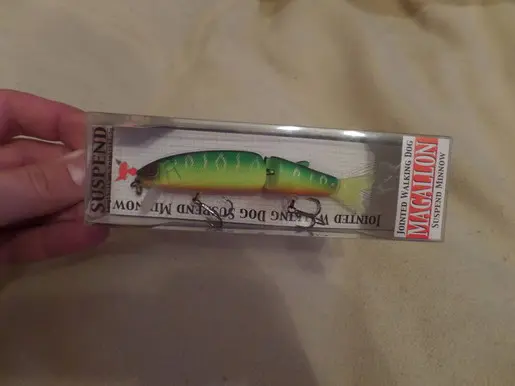 SUSPEND
JOINTED WALKING DOG SUSPEND MINNOW
JOINTED WALKING DOG
MAGALLON
SUSPEND MINNOW